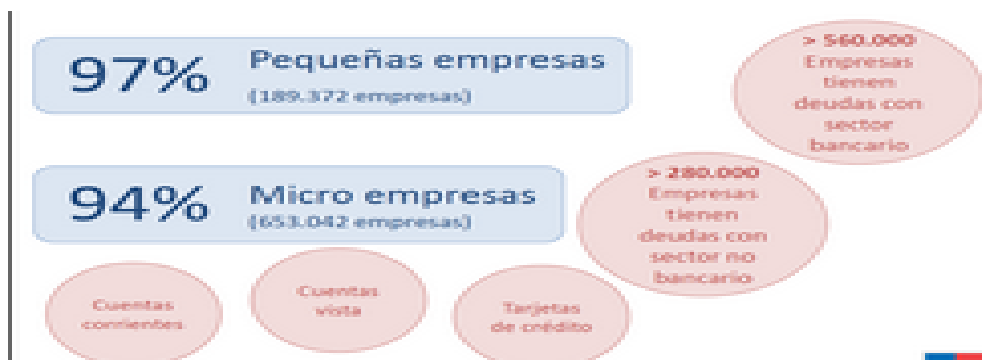 97%
Pequeñas empresas
(189.372 empresas)
> 560.000
Empresas
tienen
deudas con
sector
bancario
94%
Micro empresas
(653.042 empresas)
> 280.000
Empresas
tienen
deudas con
sector no
bancario
Cuentas
corrientes
Cuentas
vista
Tarjetas
de crédito